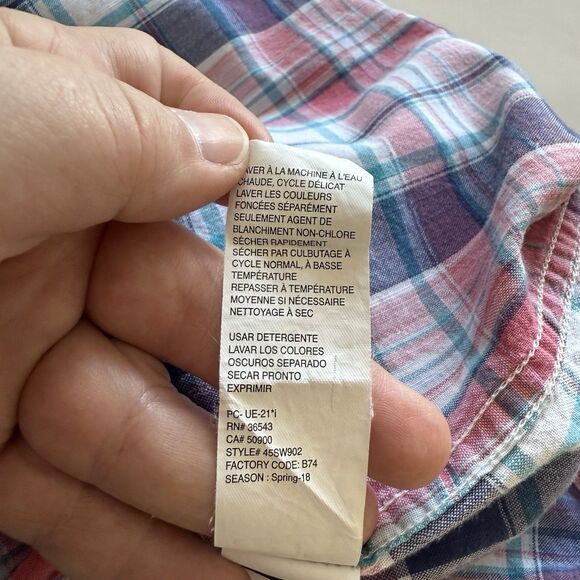 AVER À LA MACHINE À L'EAU
CHAUDE, CYCLE DÉLICAT
LAVER LES COULEURS
FONCÉES SÉPARÉMENT
SEULEMENT AGENT DE
BLANCHIMENT NON-CHLORE
SÉCHER RAPIDEMENT
SÉCHER PAR CULBUTAGE À
CYCLE NORMAL, À BASSE
TEMPÉRATURE
REPASSER À TEMPÉRATURE
MOYENNE SI NÉCESSAIRE
NETTOYAGE À SEC
USAR DETERGENTE
LAVAR LOS COLORES
OSCUROS SEPARADO
SECAR PRONTO
EXPRIMIR
PC- UE-21*i
RN# 36543
CA# 50900
STYLE# 45SW902
FACTORY CODE: B74
SEASON : Spring-18